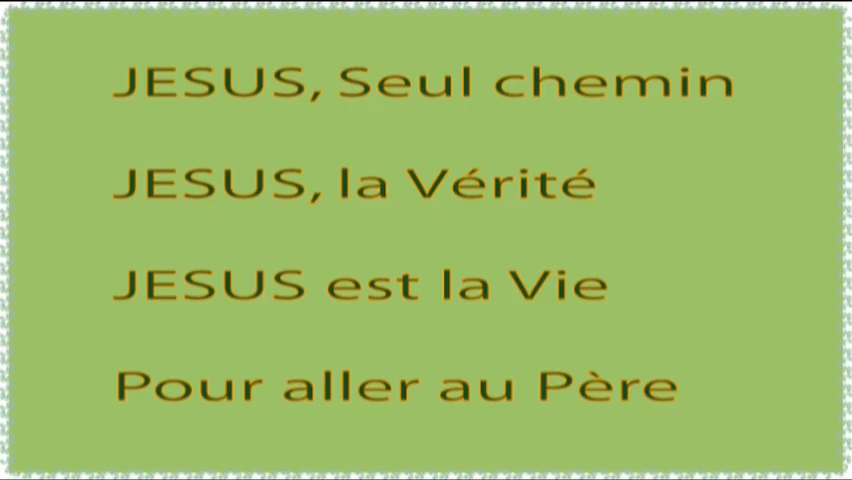 JESUS, Seul chemin
JESUS, la Vérité
JESUS est la Vie
Pour aller au Père